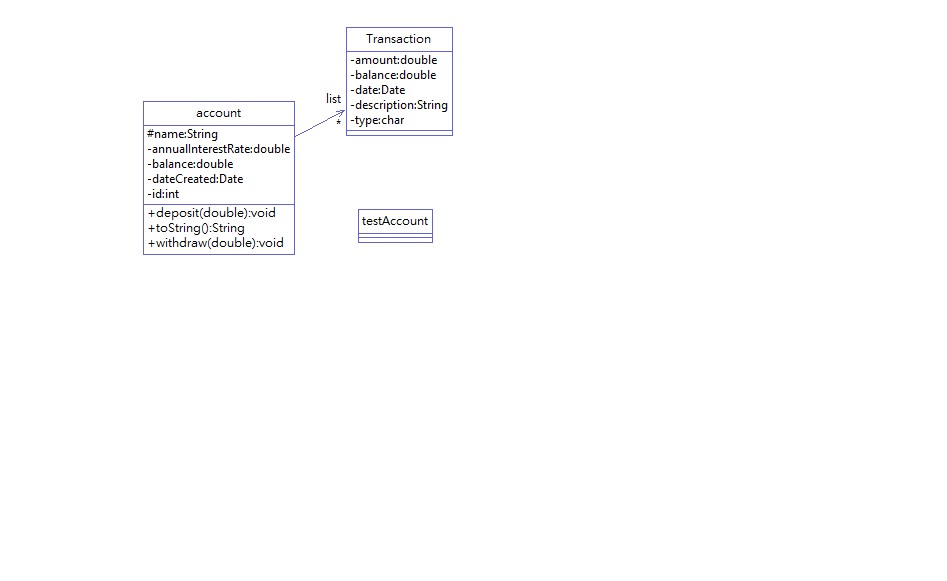 Transaction
-amount:double
-balance:double
-date:Date
-description:String
-type:char
list
*
account
#name:String
-annualInterestRate:double
-balance:double
-dateCreated:Date
-id:int
+deposit(double):void
+toString():String
+withdraw(double):void
testAccount